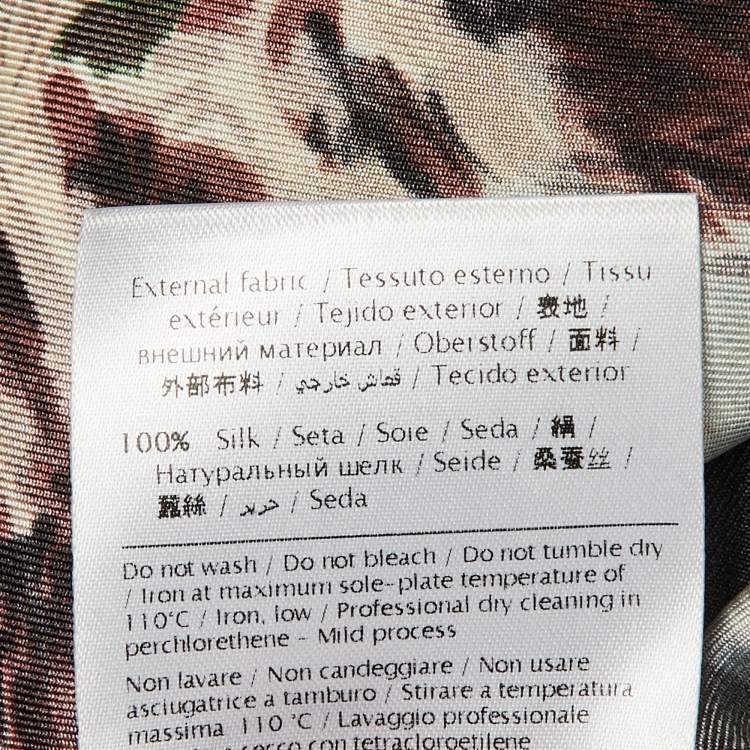 External fabric / Tessuto esterno / Tissu
extérieur / Tejido exterior / 表地 /
внешний материал / Oberstoff / 面料 /
外部布料 / قماش خارجي / Tecido exterior
100% Silk / Seta / Soie / Seda / 絹 /
Натуральный шелк / Seide / 桑蚕丝 /
蠶絲 / حرير / Seda
Do not wash / Do not bleach / Do not tumble dry
/ Iron at maximum sole-plate temperature of
110°C / Iron, low / Professional dry cleaning in
perchlorethene - Mild process
Non lavare / Non candeggiare / Non usare
asciugatrice a tamburo / Stirare a temperatura
massima 110 °C / Lavaggio professionale
secco con tetracloroetilene